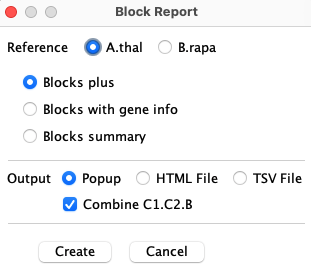 Block Report
Reference A.thal B.rapa
Blocks plus
Blocks with gene info
Blocks summary
Output Popup HTML File TSV File
Combine C1.C2.B
Create Cancel